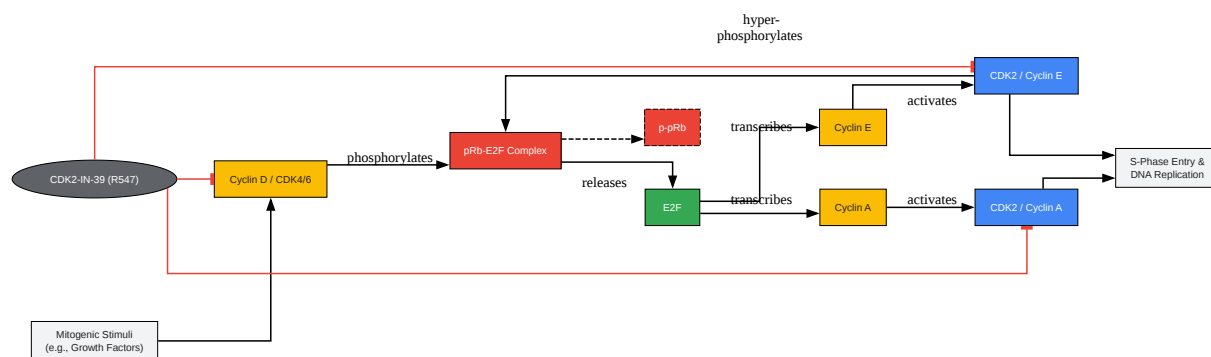 hyper-
phosphorylates
CDK2 / Cyclin E
activates
p-pRb
transcribes
Cyclin E
pRb-E2F Complex
phosphorylates
S-Phase Entry &
DNA Replication
CDK2-IN-39 (R547)
Cyclin D / CDK4/6
releases
E2F
transcribes
Cyclin A
activates
CDK2 / Cyclin A
Mitogenic Stimuli
(e.g., Growth Factors)